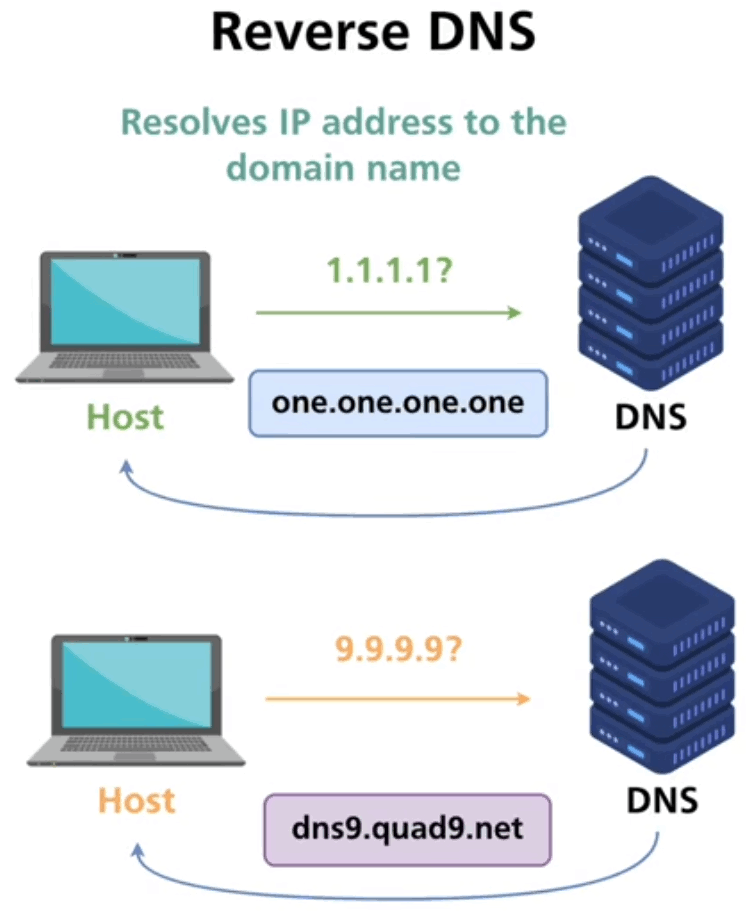 Reverse DNS
Resolves IP address to the
domain name
1.1.1.1?
one.one.one.one
Host
DNS
9.9.9.9?
Host
DNS
dns9.quad9.net